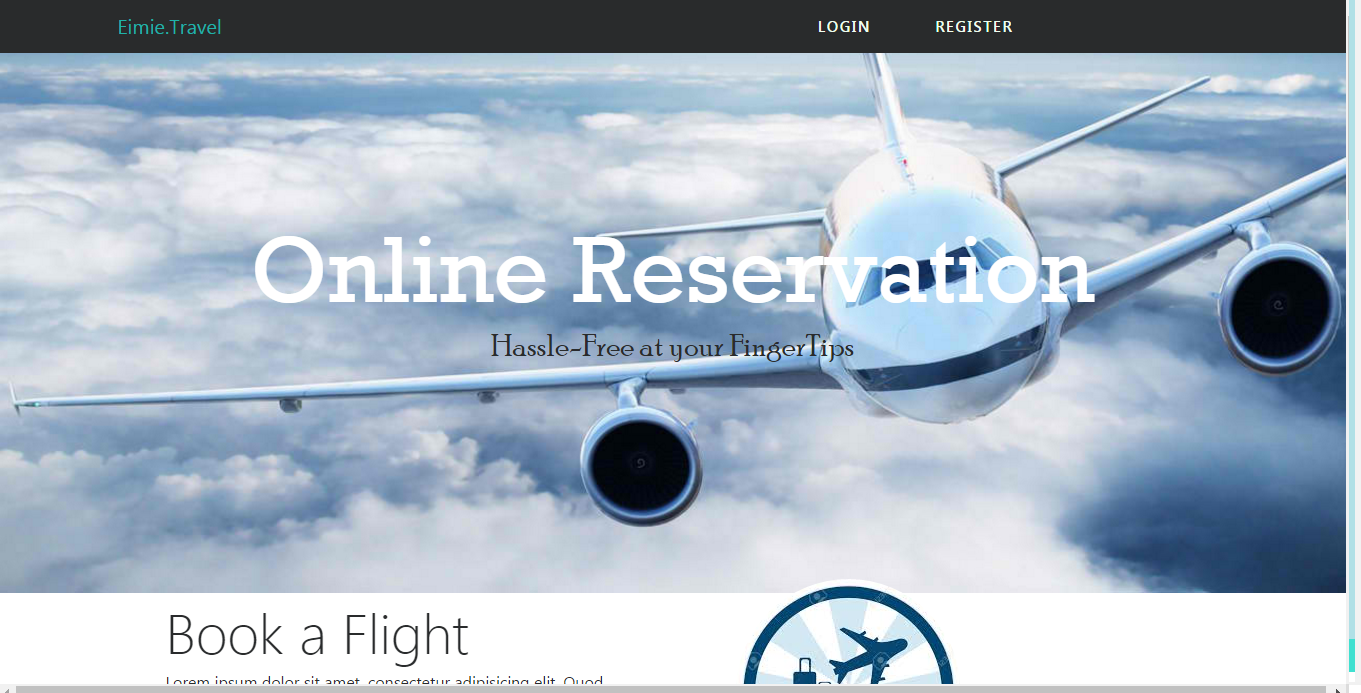 Eimie.Travel
LOGIN REGISTER
Online Reservation
Hassle-Free at your FingerTips
Book a Flight
Lorem ipsum dolor sit amet, consectetur adipisicing elit. Quod